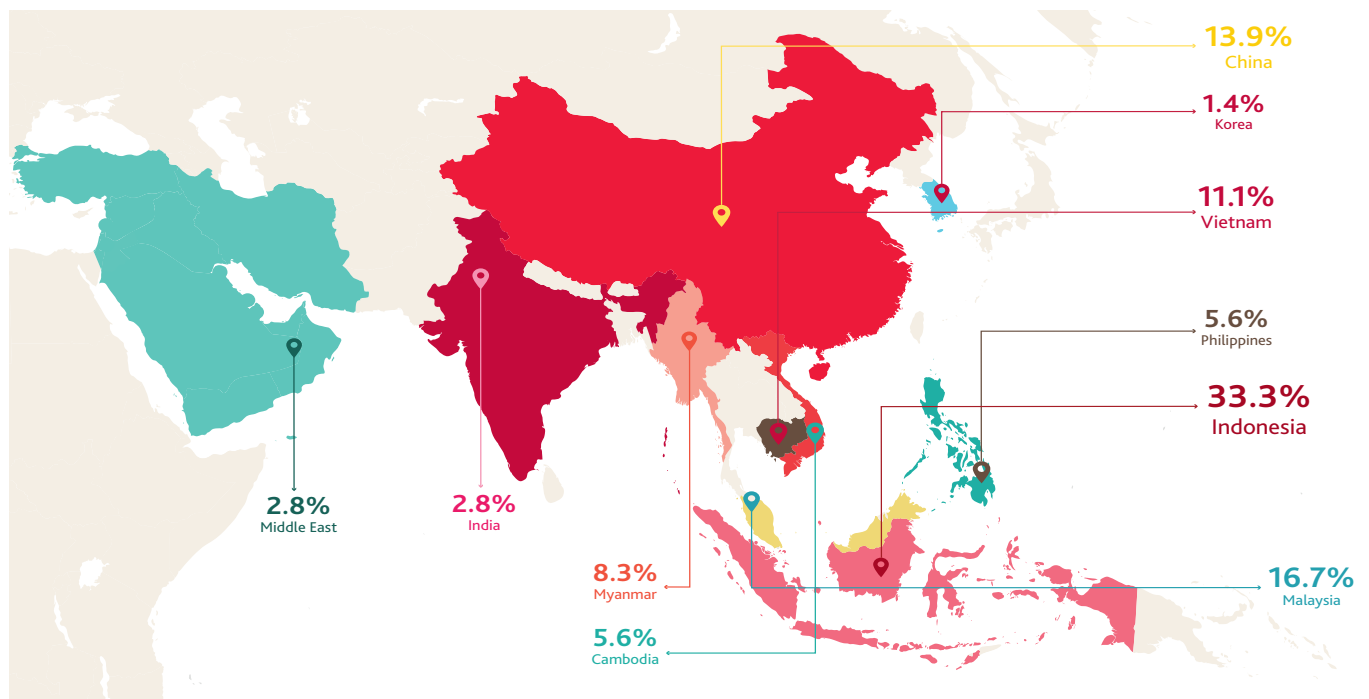 13.9%
China
1.4%
Korea
11.1%
Vietnam
5.6%
Philippines
33.3%
Indonesia
2.8%
Middle East
2.8%
India
8.3%
Myanmar
16.7%
Malaysia
5.6%
Cambodia